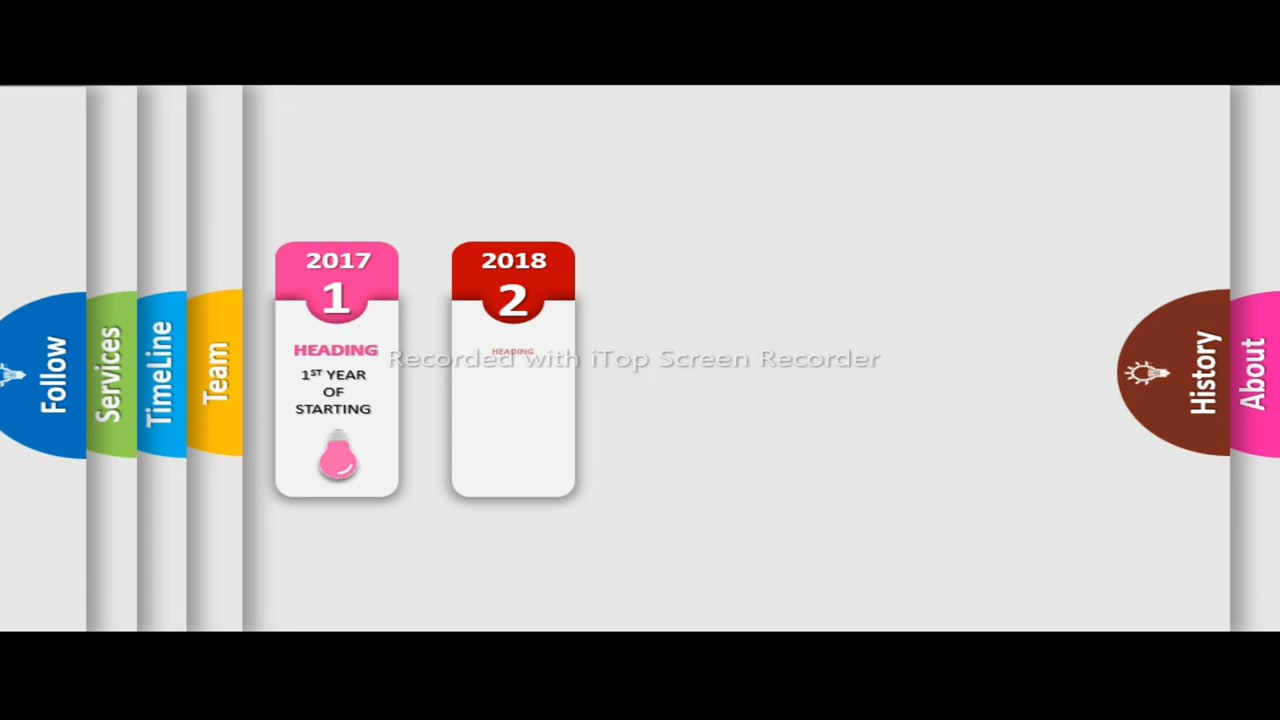 Follow
Services
TimeLine
Team
2017
1
HEADING
1ST YEAR
OF
STARTING
2018
2
HEADING
Recorded with iTop Screen Recorder
History
About